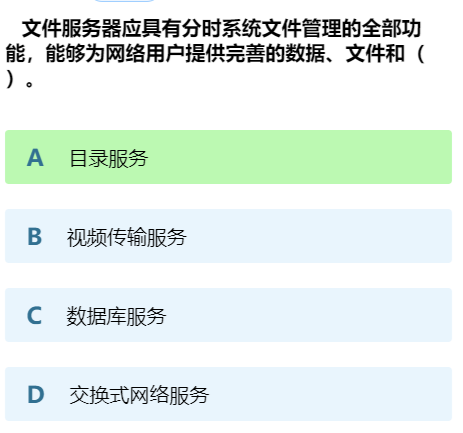 文件服务器应具有分时系统文件管理的全部功
能，能够为网络用户提供完善的数据、文件和（
）。
A 目录服务
B 视频传输服务
C 数据库服务
D 交换式网络服务